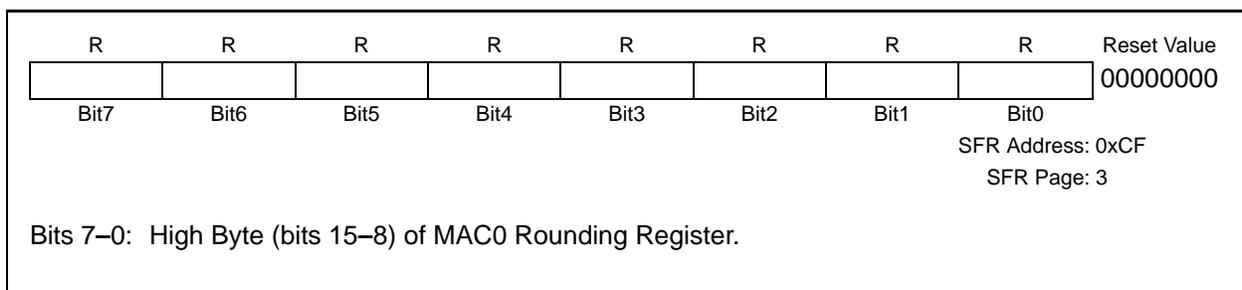 R R R R R R R R Reset Value
00000000
Bit7 Bit6 Bit5 Bit4 Bit3 Bit2 Bit1 Bit0
SFR Address: 0xCF
SFR Page: 3
Bits 7–0: High Byte (bits 15–8) of MAC0 Rounding Register.